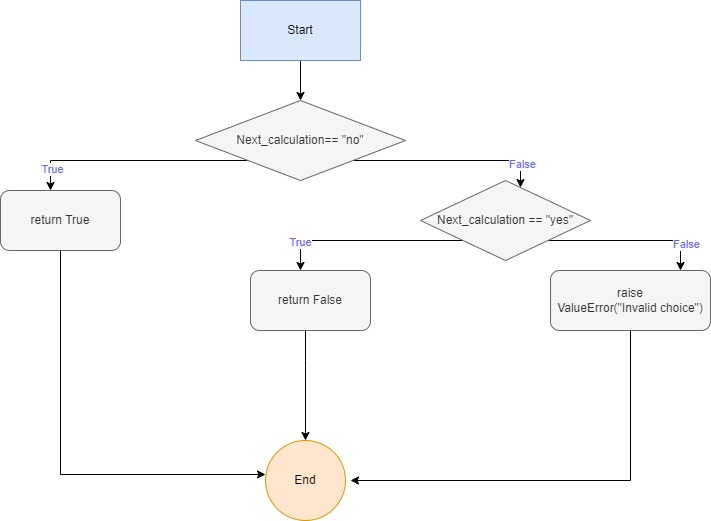 Start
Next_calculation== "no"
True
False
return True
Next_calculation == "yes"
True
False
return False
raise
ValueError("Invalid choice")
End